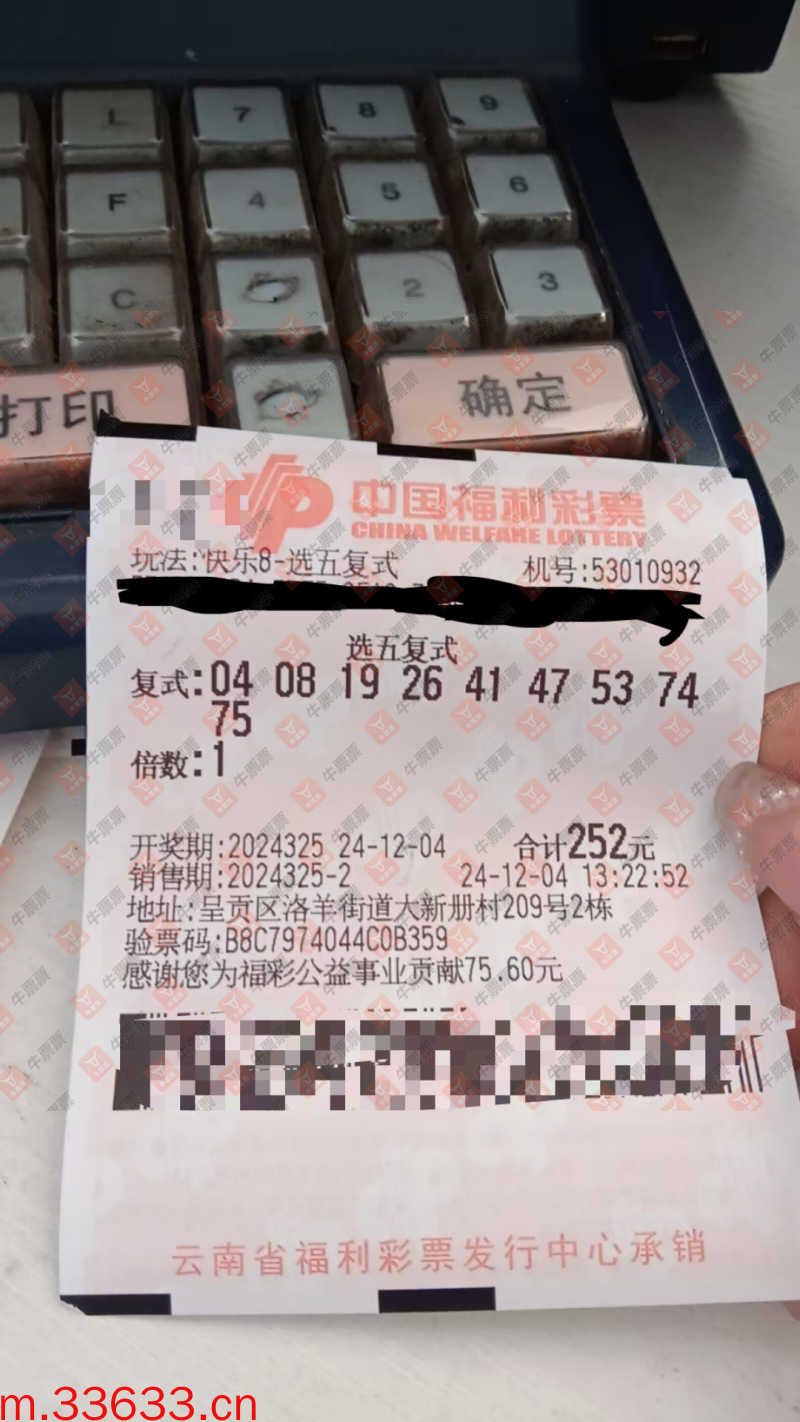 L 7 8 9
F 4 5 6
C 2 3
打印 确定
中国福利彩票
CHINA WELFARE LOTTERY
玩法:快乐8-选五复式 机号:53010932
选五复式
复式:04 08 19 26 41 47 53 74
75
倍数:1
开奖期:2024325 24-12-04 合计252元
销售期:2024325-2 24-12-04 13:22:52
地址:呈贡区洛羊街道大新册村209号2栋
验票码:B8C7974044C0B359
感谢您为福彩公益事业贡献75.60元
云南省福利彩票发行中心承销
牛票票
m.33633.cn